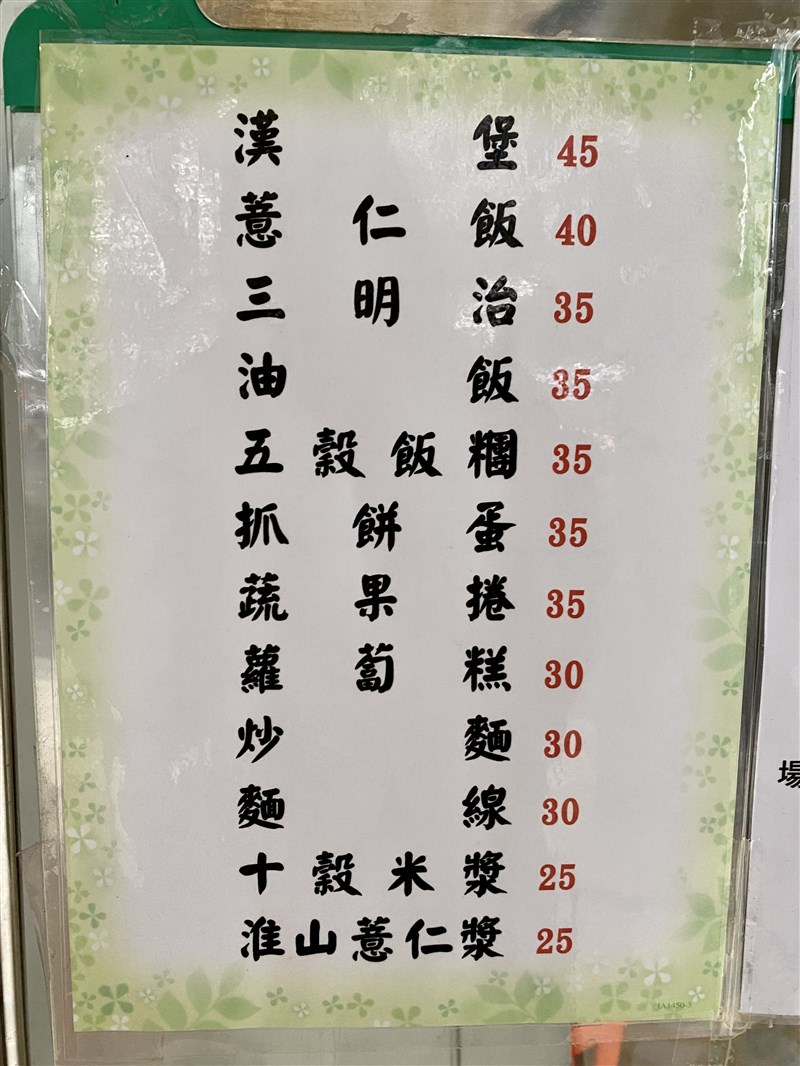 漢堡 45
薏仁飯 40
三明治 35
油飯 35
五穀飯糰 35
抓餅蛋 35
蔬果捲 35
蘿蔔糕 30
炒麵 30
麵線 30
十穀米漿 25
淮山薏仁漿 25
場